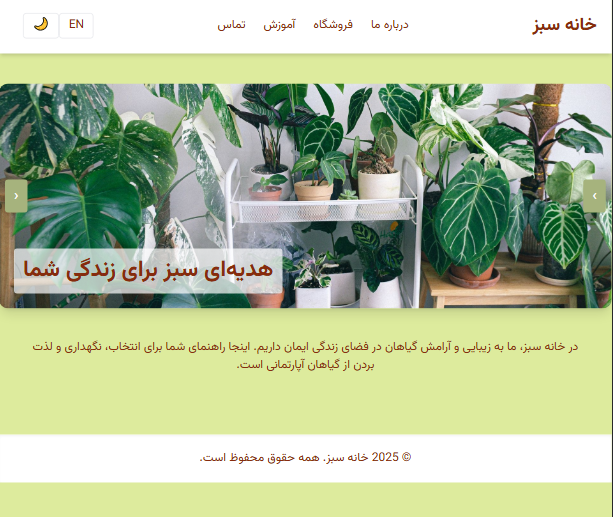 خانه سبز
درباره ما
فروشگاه
آموزش
تماس
EN
هدیه‌ای سبز برای زندگی شما
در خانه سبز، ما به زیبایی و آرامش گیاهان در فضای زندگی ایمان داریم. اینجا راهنمای شما برای انتخاب، نگهداری و لذت
بردن از گیاهان آپارتمانی است.
© 2025 خانه سبز. همه حقوق محفوظ است.